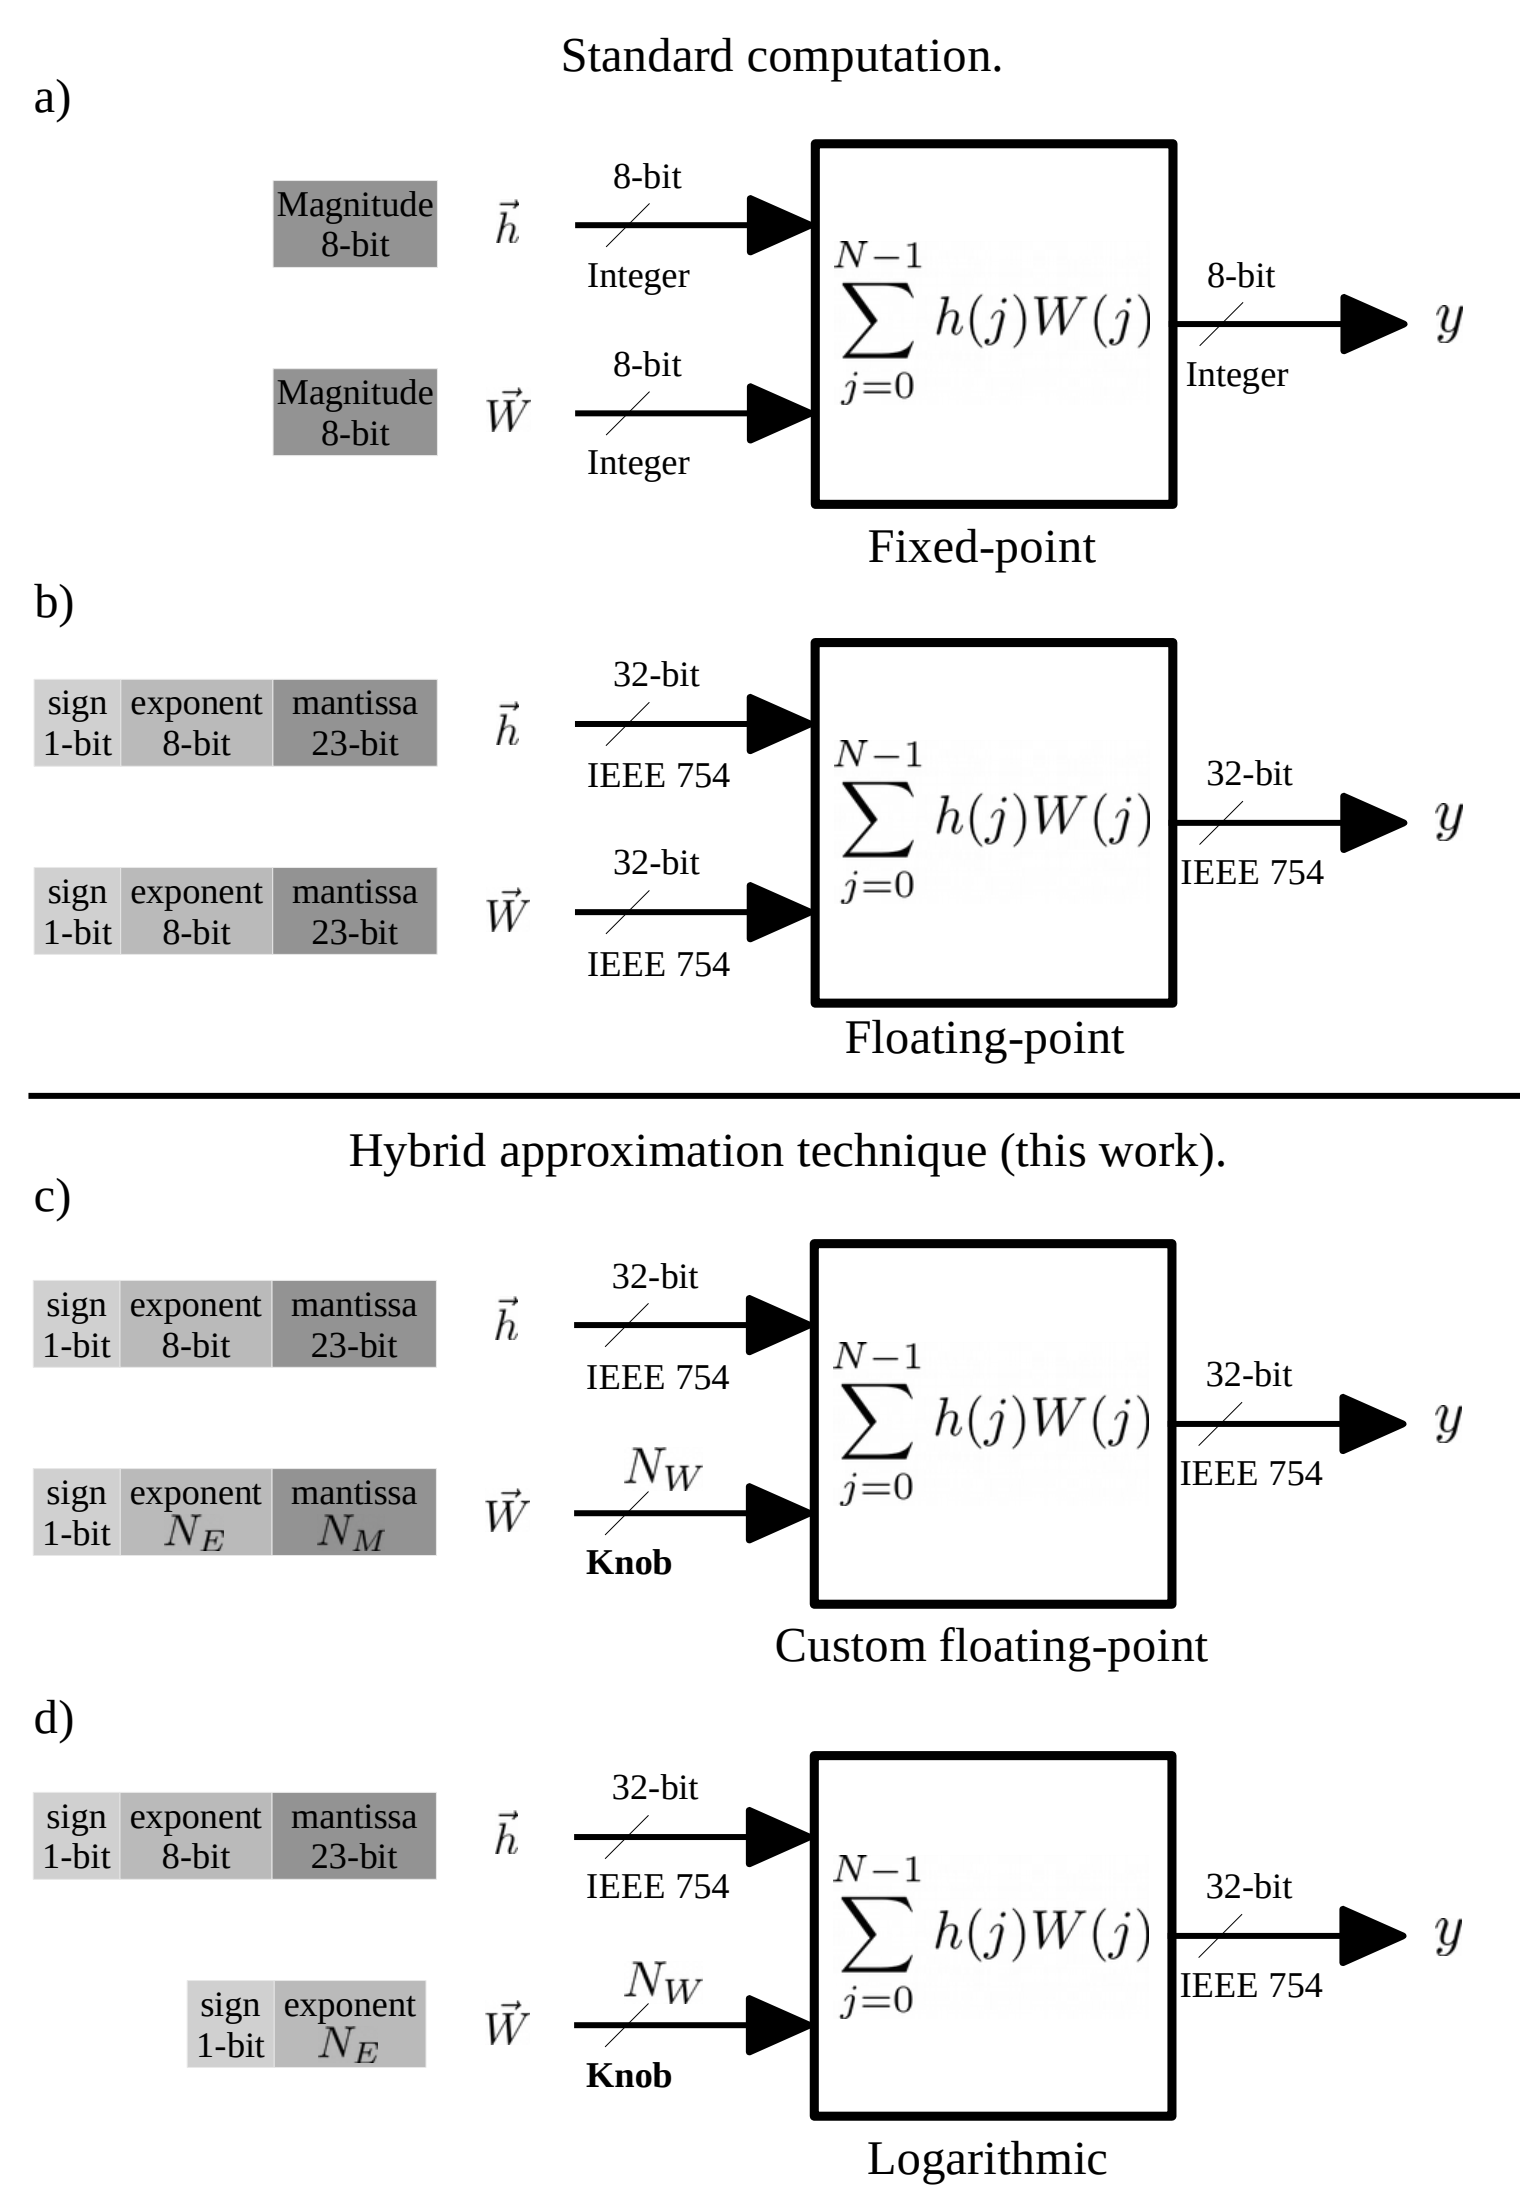 Standard computation.
a)
8-bit
Magnitude
8-bit
h⃗
Integer
8-bit
Magnitude
8-bit
W⃗
Integer
N−1
∑ h(j)W(j)
j=0
8-bit
Integer
y
Fixed-point
b)
32-bit
sign exponent mantissa
1-bit 8-bit 23-bit
h⃗
IEEE 754
32-bit
sign exponent mantissa
1-bit 8-bit 23-bit
W⃗
IEEE 754
N−1
∑ h(j)W(j)
j=0
32-bit
IEEE 754
y
Floating-point
Hybrid approximation technique (this work).
c)
32-bit
sign exponent mantissa
1-bit 8-bit 23-bit
h⃗
IEEE 754
N_W
sign exponent mantissa
1-bit N_E N_M
W⃗
Knob
N−1
∑ h(j)W(j)
j=0
32-bit
IEEE 754
y
Custom floating-point
d)
32-bit
sign exponent mantissa
1-bit 8-bit 23-bit
h⃗
IEEE 754
N_W
sign exponent
1-bit N_E
W⃗
Knob
N−1
∑ h(j)W(j)
j=0
32-bit
IEEE 754
y
Logarithmic